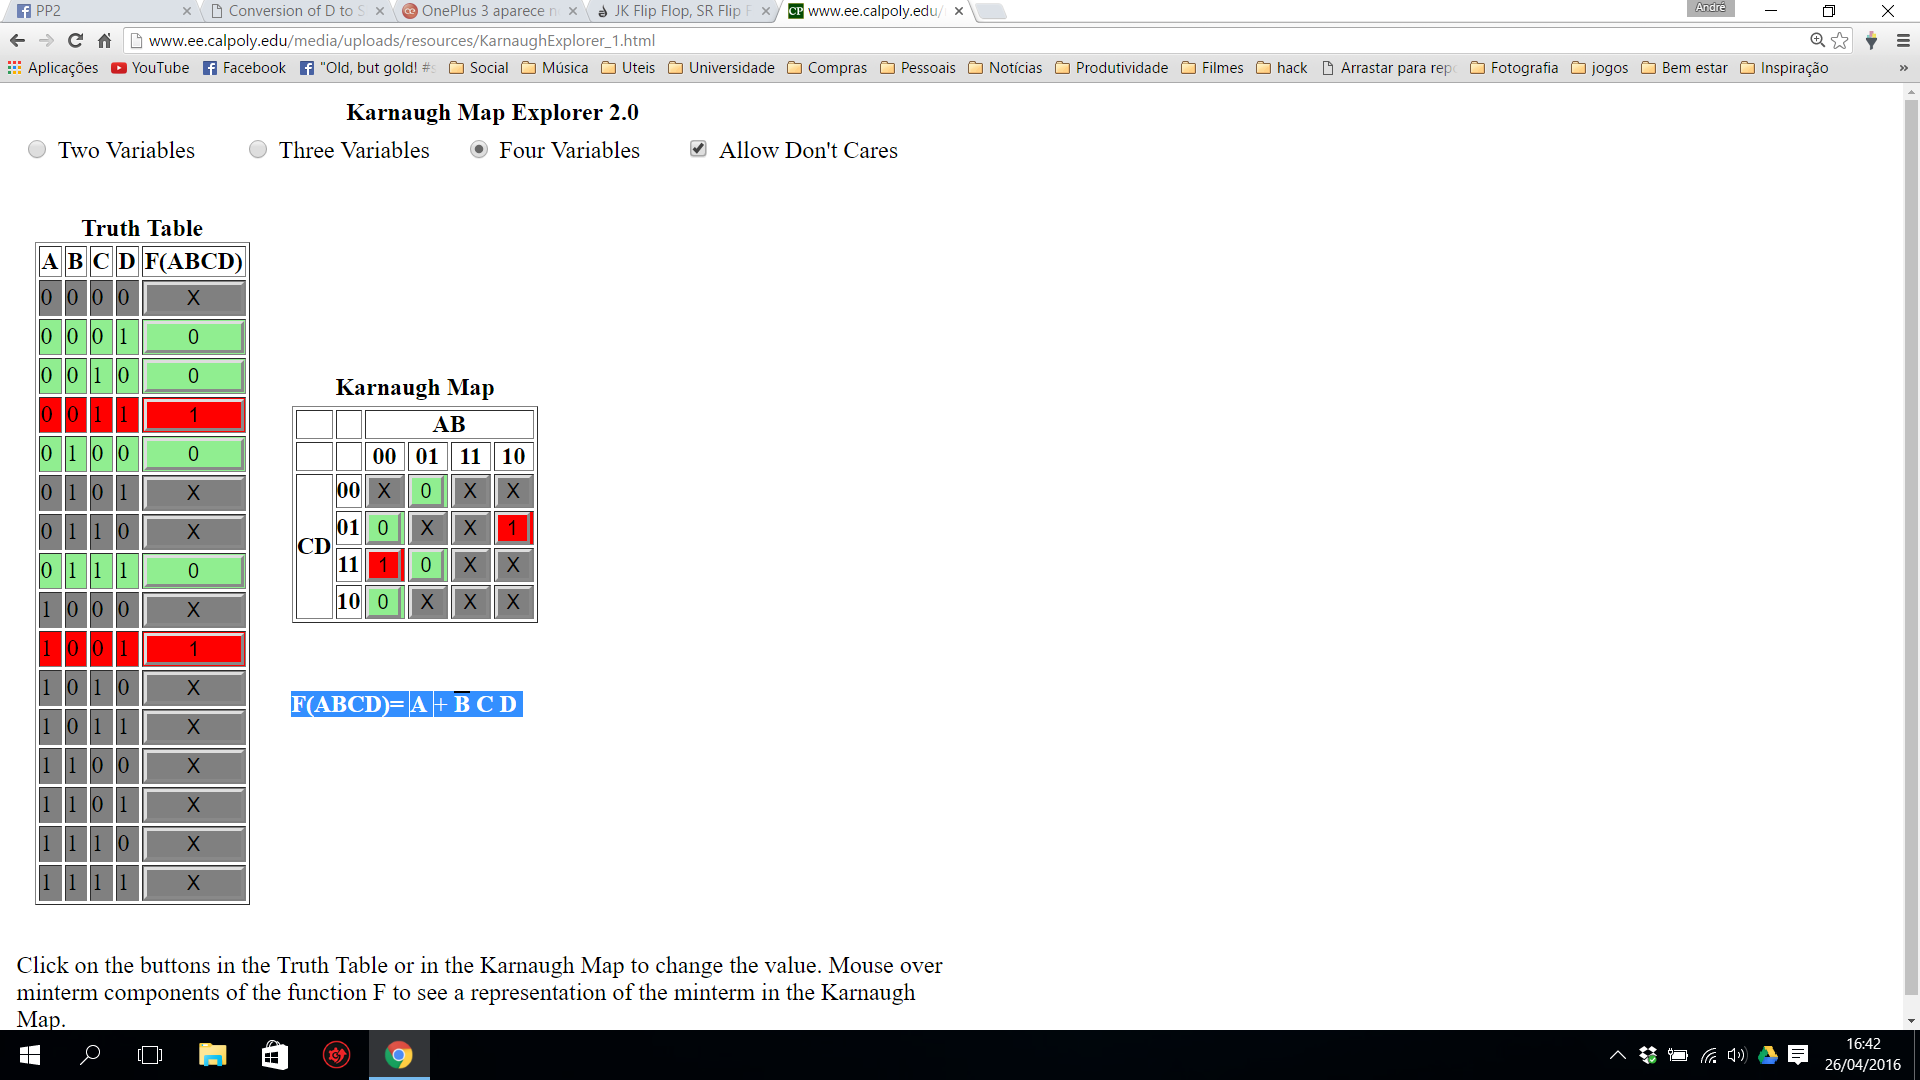 PP2
Conversion of D to S
OnePlus 3 aparece n
JK Flip Flop, SR Flip F
www.ee.calpoly.edu/
André
www.ee.calpoly.edu/media/uploads/resources/KarnaughExplorer_1.html
Aplicações YouTube Facebook "Old, but gold! #s Social Música Uteis Universidade Compras Pessoais Notícias Produtividade Filmes hack Arrastar para repo Fotografia jogos Bem estar Inspiração »
Karnaugh Map Explorer 2.0
Two Variables Three Variables Four Variables Allow Don't Cares
Truth Table
A B C D F(ABCD)
0 0 0 0 X
0 0 0 1 0
0 0 1 0 0
0 0 1 1 1
0 1 0 0 0
0 1 0 1 X
0 1 1 0 X
0 1 1 1 0
1 0 0 0 X
1 0 0 1 1
1 0 1 0 X
1 0 1 1 X
1 1 0 0 X
1 1 0 1 X
1 1 1 0 X
1 1 1 1 X
Karnaugh Map
AB
00 01 11 10
CD
00 X 0 X X
01 0 X X 1
11 1 0 X X
10 0 X X X
F(ABCD)= A + B̅ C D
Click on the buttons in the Truth Table or in the Karnaugh Map to change the value. Mouse over
minterm components of the function F to see a representation of the minterm in the Karnaugh
Map.
16:42
26/04/2016